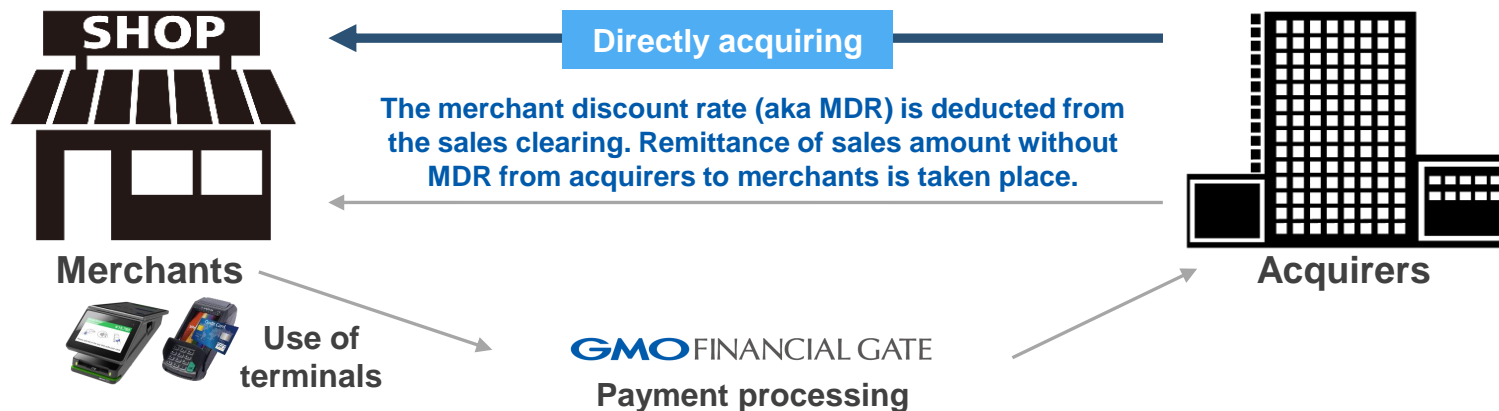 SHOP
Directly acquiring
The merchant discount rate (aka MDR) is deducted from
the sales clearing. Remittance of sales amount without
MDR from acquirers to merchants is taken place.
Merchants
Acquirers
Use of
terminals
GMO FINANCIAL GATE
Payment processing